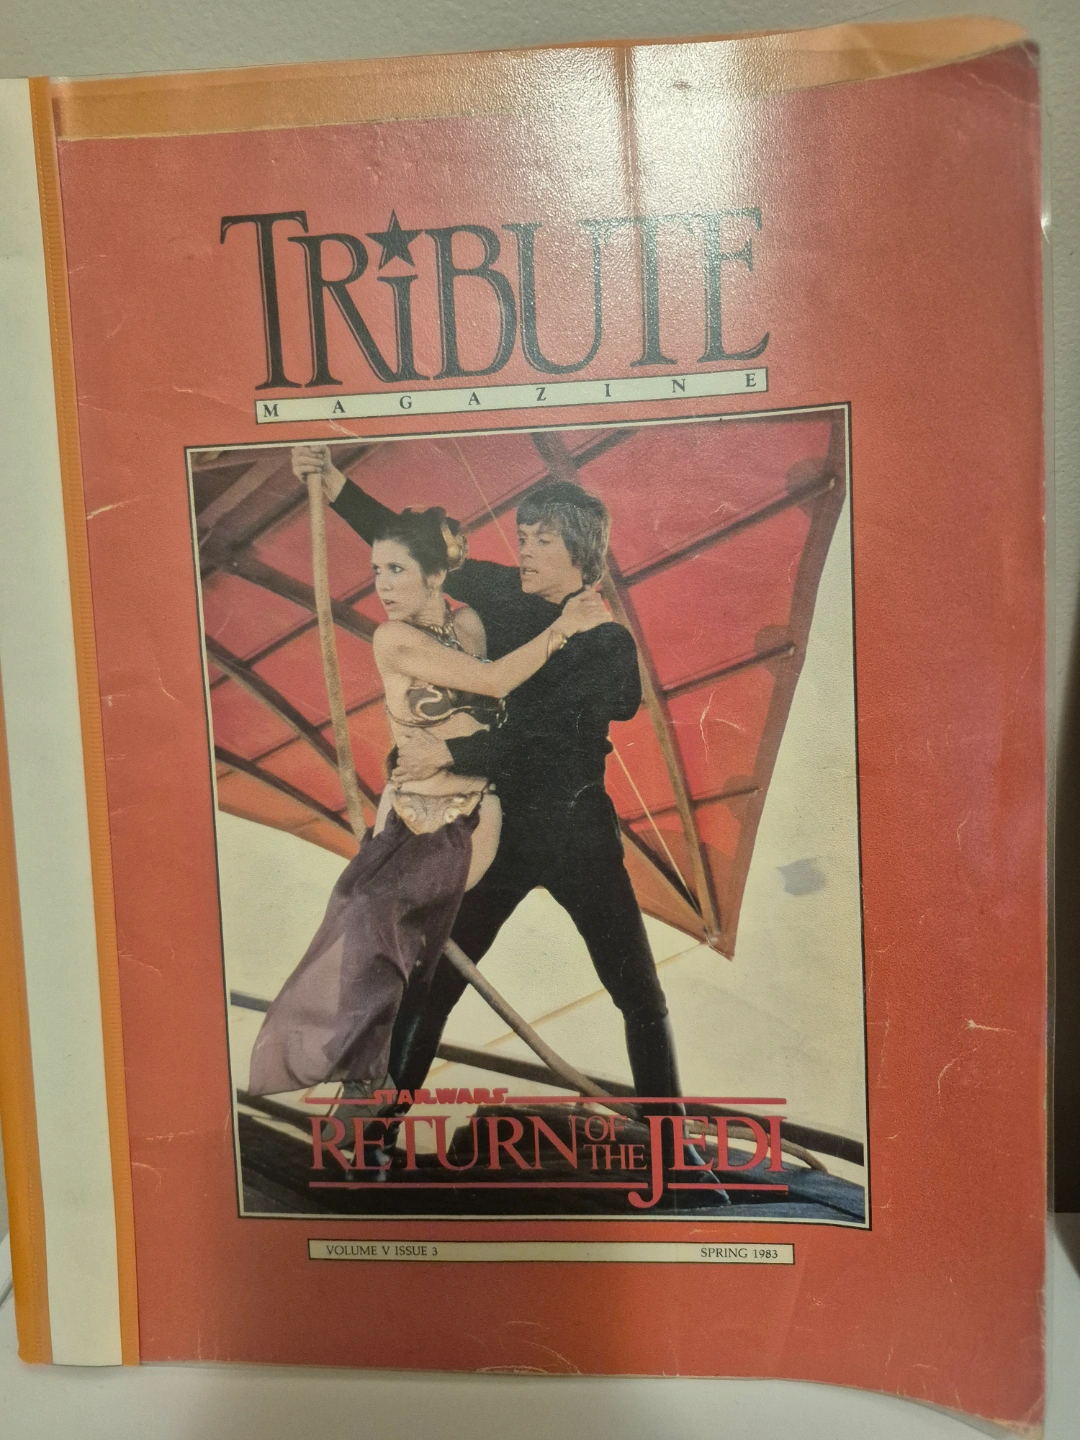 TRiBUTE
MAGAZINE
STAR WARS
RETURN OF THE JEDI
VOLUME V ISSUE 3 SPRING 1983